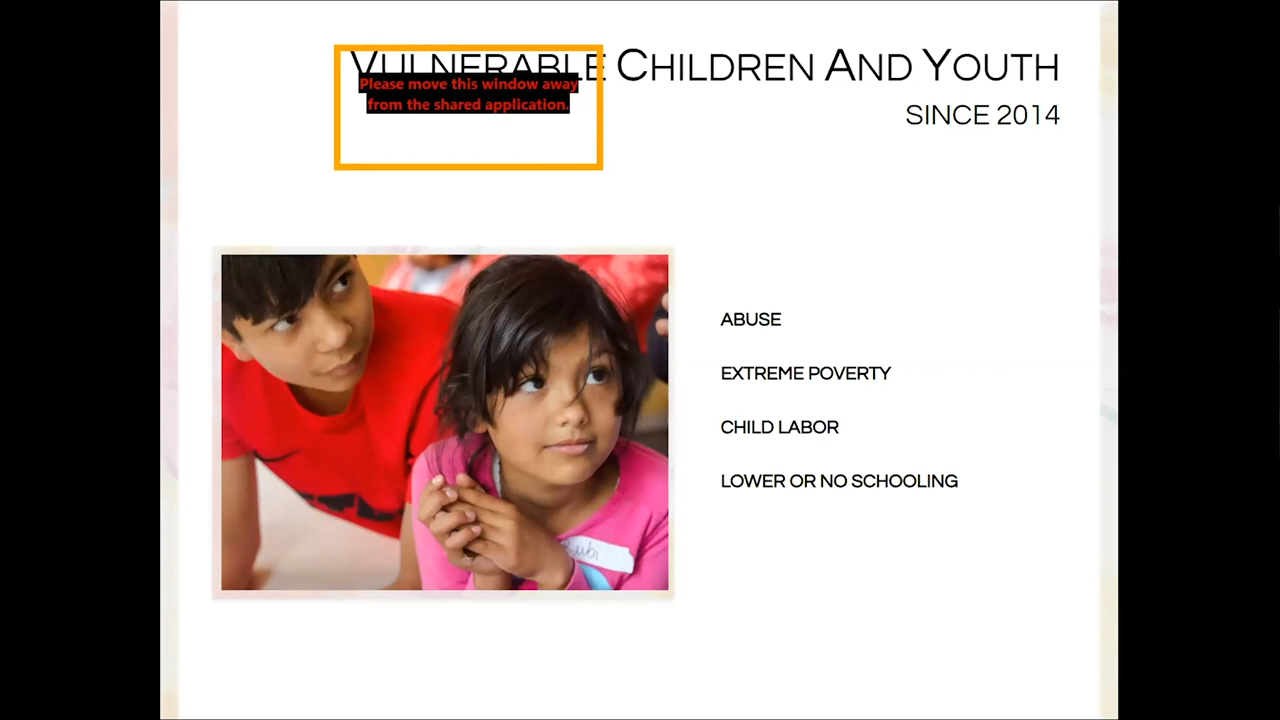 VULNERABLE CHILDREN AND YOUTH
Please move this window away
from the shared application.
SINCE 2014
ABUSE
EXTREME POVERTY
CHILD LABOR
LOWER OR NO SCHOOLING